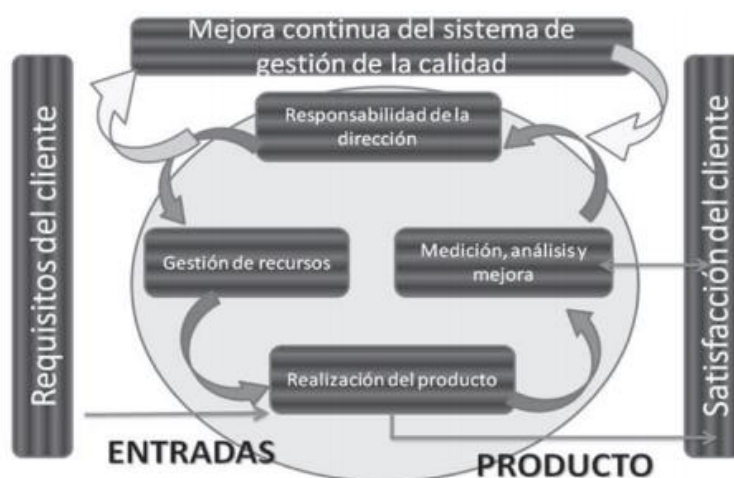 Mejora continua del sistema de
gestión de la calidad
Requisitos del cliente
Responsabilidad de la
dirección
Gestión de recursos
Medición, análisis y
mejora
Realización del producto
Satisfacción del cliente
ENTRADAS
PRODUCTO